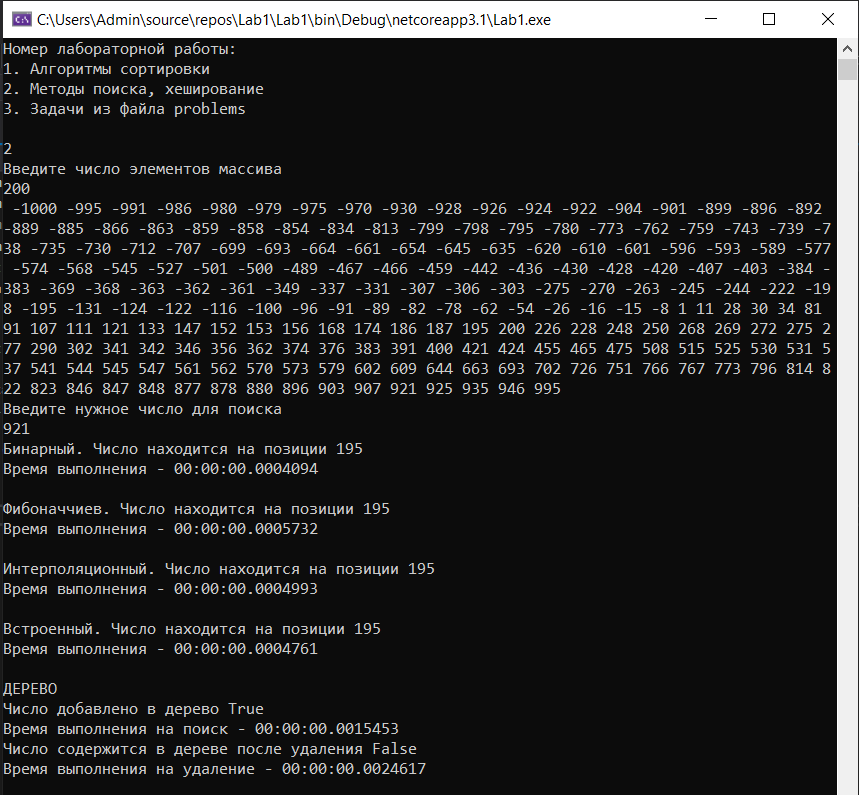 C:\Users\Admin\source\repos\Lab1\Lab1\bin\Debug\netcoreapp3.1\Lab1.exe
Номер лабораторной работы:
1. Алгоритмы сортировки
2. Методы поиска, хеширование
3. Задачи из файла problems
2
Введите число элементов массива
200
-1000 -995 -991 -986 -980 -979 -975 -970 -930 -928 -926 -924 -922 -904 -901 -899 -896 -892
-889 -885 -866 -863 -859 -858 -854 -834 -813 -799 -798 -795 -780 -773 -762 -759 -743 -739 -7
38 -735 -730 -712 -707 -699 -693 -664 -661 -654 -645 -635 -620 -610 -601 -596 -593 -589 -577
-574 -568 -545 -527 -501 -500 -489 -467 -466 -459 -442 -436 -430 -428 -420 -407 -403 -384 -
383 -369 -368 -363 -362 -361 -349 -337 -331 -307 -306 -303 -275 -270 -263 -245 -244 -222 -19
8 -195 -131 -124 -122 -116 -100 -96 -91 -89 -82 -78 -62 -54 -26 -16 -15 -8 1 11 28 30 34 81
91 107 111 121 133 147 152 153 156 168 174 186 187 195 200 226 228 248 250 268 269 272 275 2
77 290 302 341 342 346 356 362 374 376 383 391 400 421 424 455 465 475 508 515 525 530 531 5
37 541 544 545 547 561 562 570 573 579 602 609 644 663 693 702 726 751 766 767 773 796 814 8
22 823 846 847 848 877 878 880 896 903 907 921 925 935 946 995
Введите нужное число для поиска
921
Бинарный. Число находится на позиции 195
Время выполнения - 00:00:00.0004094
Фибоначчиев. Число находится на позиции 195
Время выполнения - 00:00:00.0005732
Интерполяционный. Число находится на позиции 195
Время выполнения - 00:00:00.0004993
Встроенный. Число находится на позиции 195
Время выполнения - 00:00:00.0004761
ДЕРЕВО
Число добавлено в дерево True
Время выполнения на поиск - 00:00:00.0015453
Число содержится в дереве после удаления False
Время выполнения на удаление - 00:00:00.0024617